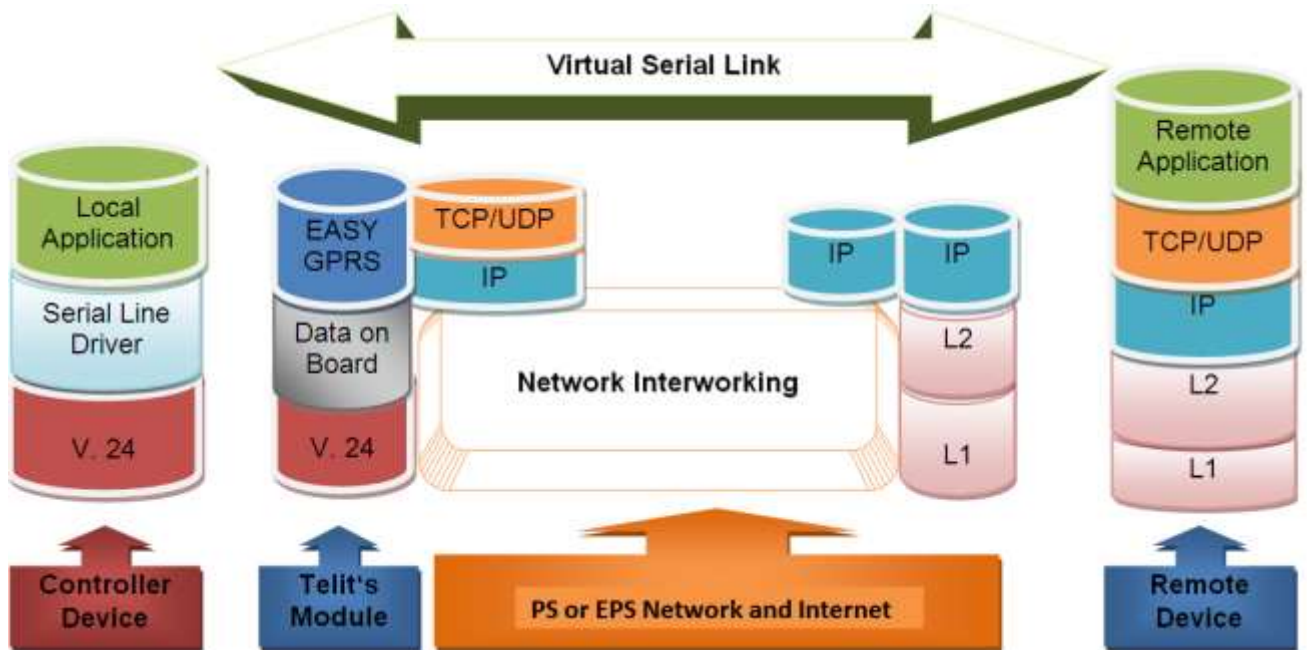 Virtual Serial Link
Local
Application
Serial Line
Driver
V. 24
EASY
GPRS
Data on
Board
V. 24
TCP/UDP
IP
Network Interworking
IP
IP
L2
L1
Remote
Application
TCP/UDP
IP
L2
L1
Controller
Device
Telit's
Module
PS or EPS Network and Internet
Remote
Device